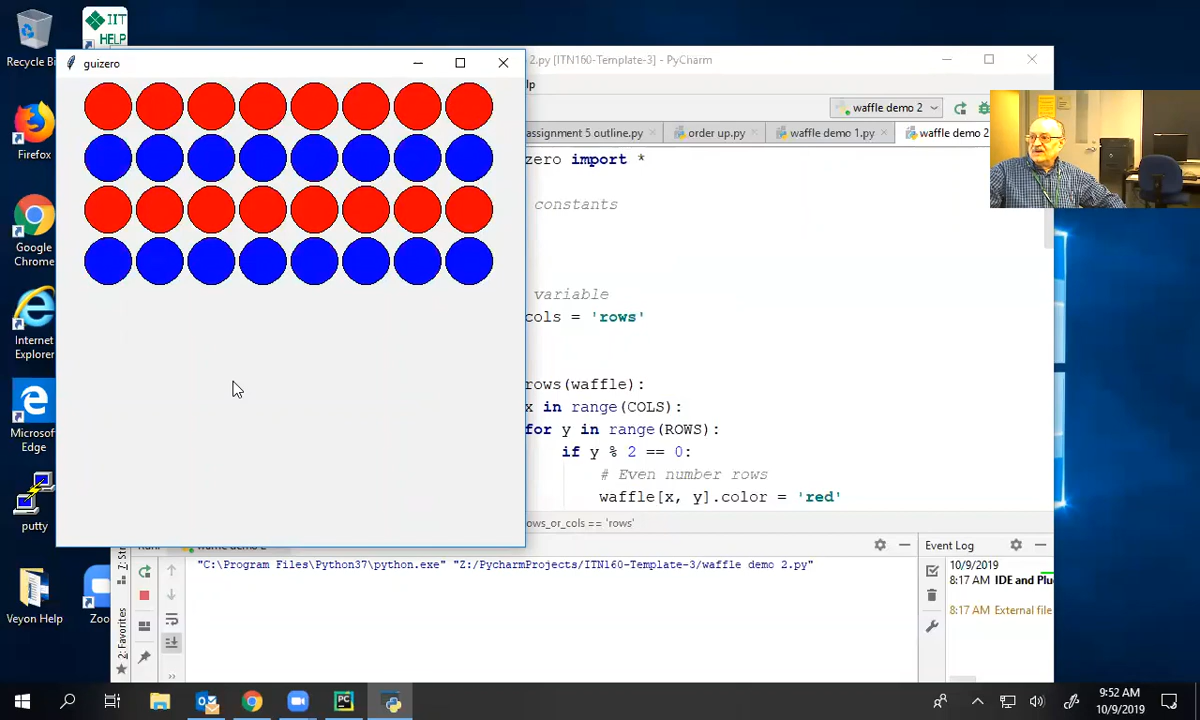 IIT
HELP
Recycle Bi
Firefox
Google
Chrome
Internet
Explorer
Microsof
Edge
putty
Veyon Help
Zoo
guizero
2.py [ITN160-Template-3] - PyCharm
lp
waffle demo 2
assignment 5 outline.py
order up.py
waffle demo 1.py
waffle demo 2
zero import *
constants
variable
cols = 'rows'
rows(waffle):
x in range(COLS):
for y in range(ROWS):
if y % 2 == 0:
# Even number rows
waffle[x, y].color = 'red'
ows_or_cols == 'rows'
"C:\Program Files\Python37\python.exe" "Z:/PycharmProjects/ITN160-Template-3/waffle demo 2.py"
Event Log
10/9/2019
8:17 AM IDE and Plu
8:17 AM External file
Z: Str
2: Favorites
9:52 AM
10/9/2019